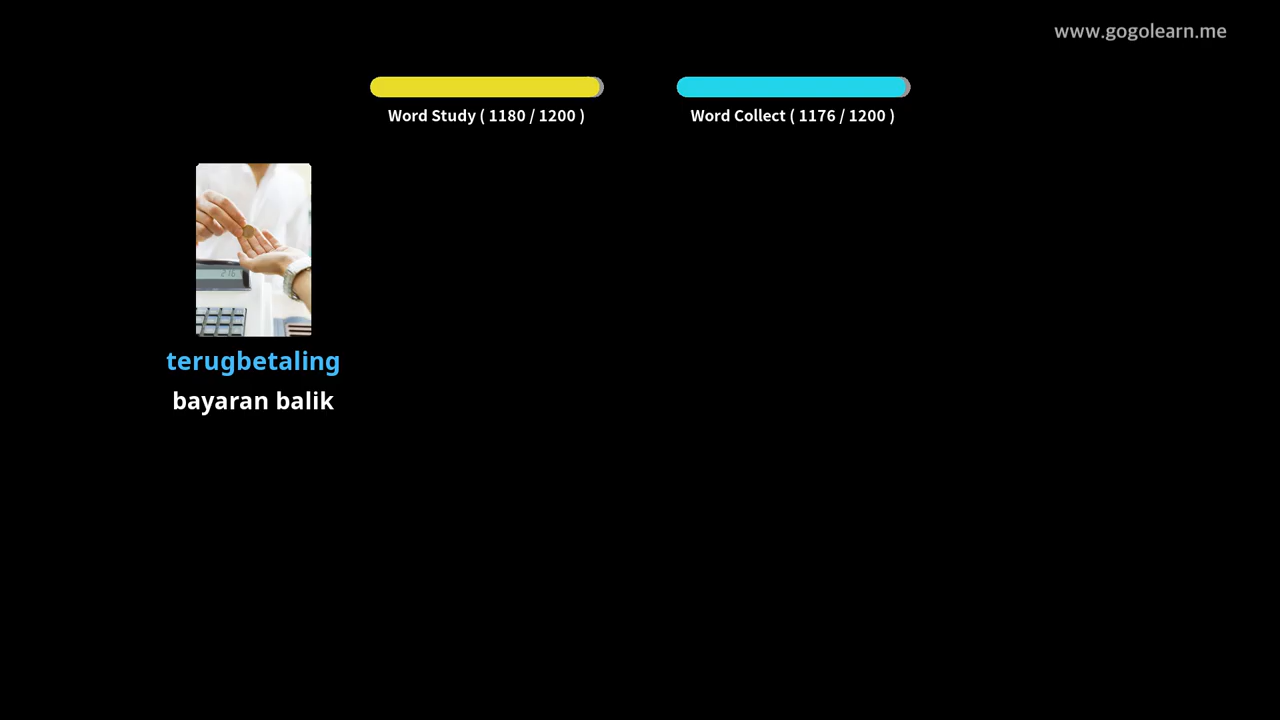 www.gogolearn.me
Word Study ( 1180 / 1200 )
Word Collect ( 1176 / 1200 )
terugbetaling
bayaran balik